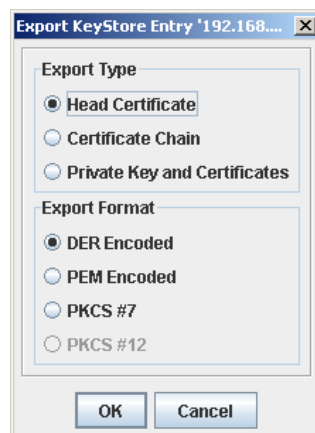 Export KeyStore Entry '192.168....
Export Type
Head Certificate
Certificate Chain
Private Key and Certificates
Export Format
DER Encoded
PEM Encoded
PKCS #7
PKCS #12
OK Cancel